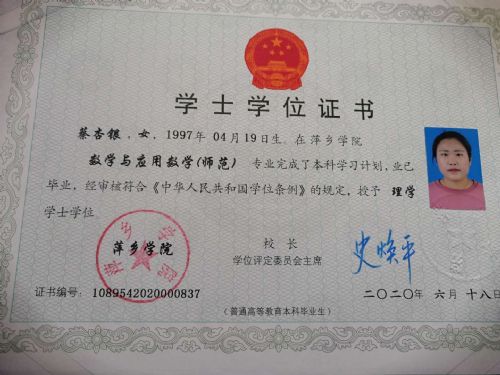 学士学位证书
蔡杏银，女，1997年 04月19日生。在萍乡学院
数学与应用数学(师范) 专业完成了本科学习计划，业已
毕业，经审核符合《中华人民共和国学位条例》的规定，授予 理学
学士学位。
萍乡学院
萍乡学院
校 长
学位评定委员会主席
史焕平
证书编号：1089542020000837
二〇二〇年 六月 十八日
(普通高等教育本科毕业生)